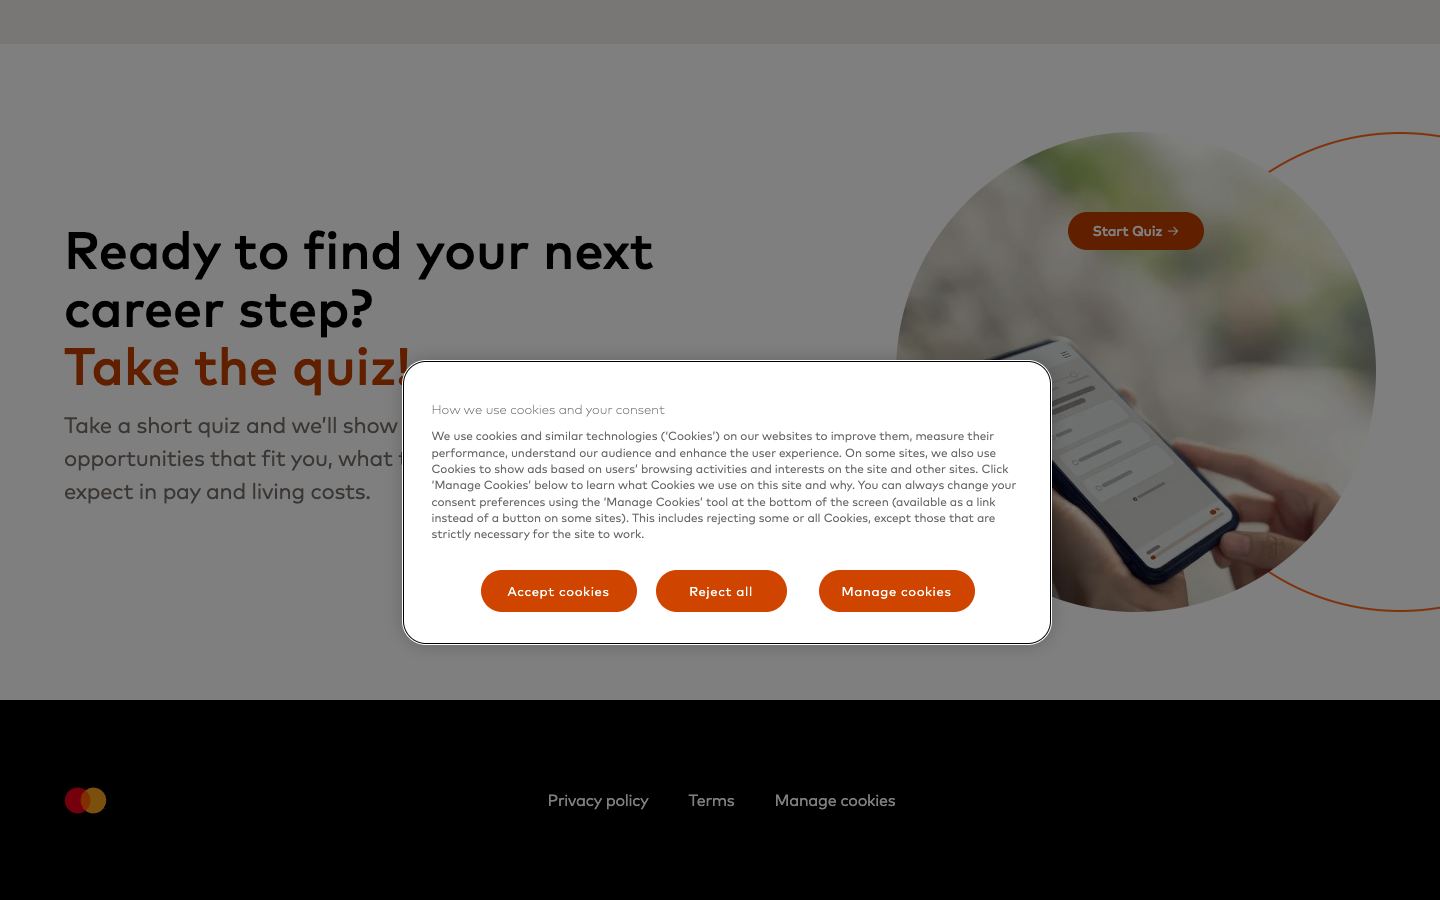 Ready to find your next
career step?
Take the quiz!
Take a short quiz and we’ll show
opportunities that fit you, what
expect in pay and living costs.
Start Quiz →
How we use cookies and your consent
We use cookies and similar technologies (‘Cookies’) on our websites to improve them, measure their
performance, understand our audience and enhance the user experience. On some sites, we also use
Cookies to show ads based on users’ browsing activities and interests on the site and other sites. Click
‘Manage Cookies’ below to learn what Cookies we use on this site and why. You can always change your
consent preferences using the ‘Manage Cookies’ tool at the bottom of the screen (available as a link
instead of a button on some sites). This includes rejecting some or all Cookies, except those that are
strictly necessary for the site to work.
Accept cookies
Reject all
Manage cookies
Privacy policy
Terms
Manage cookies